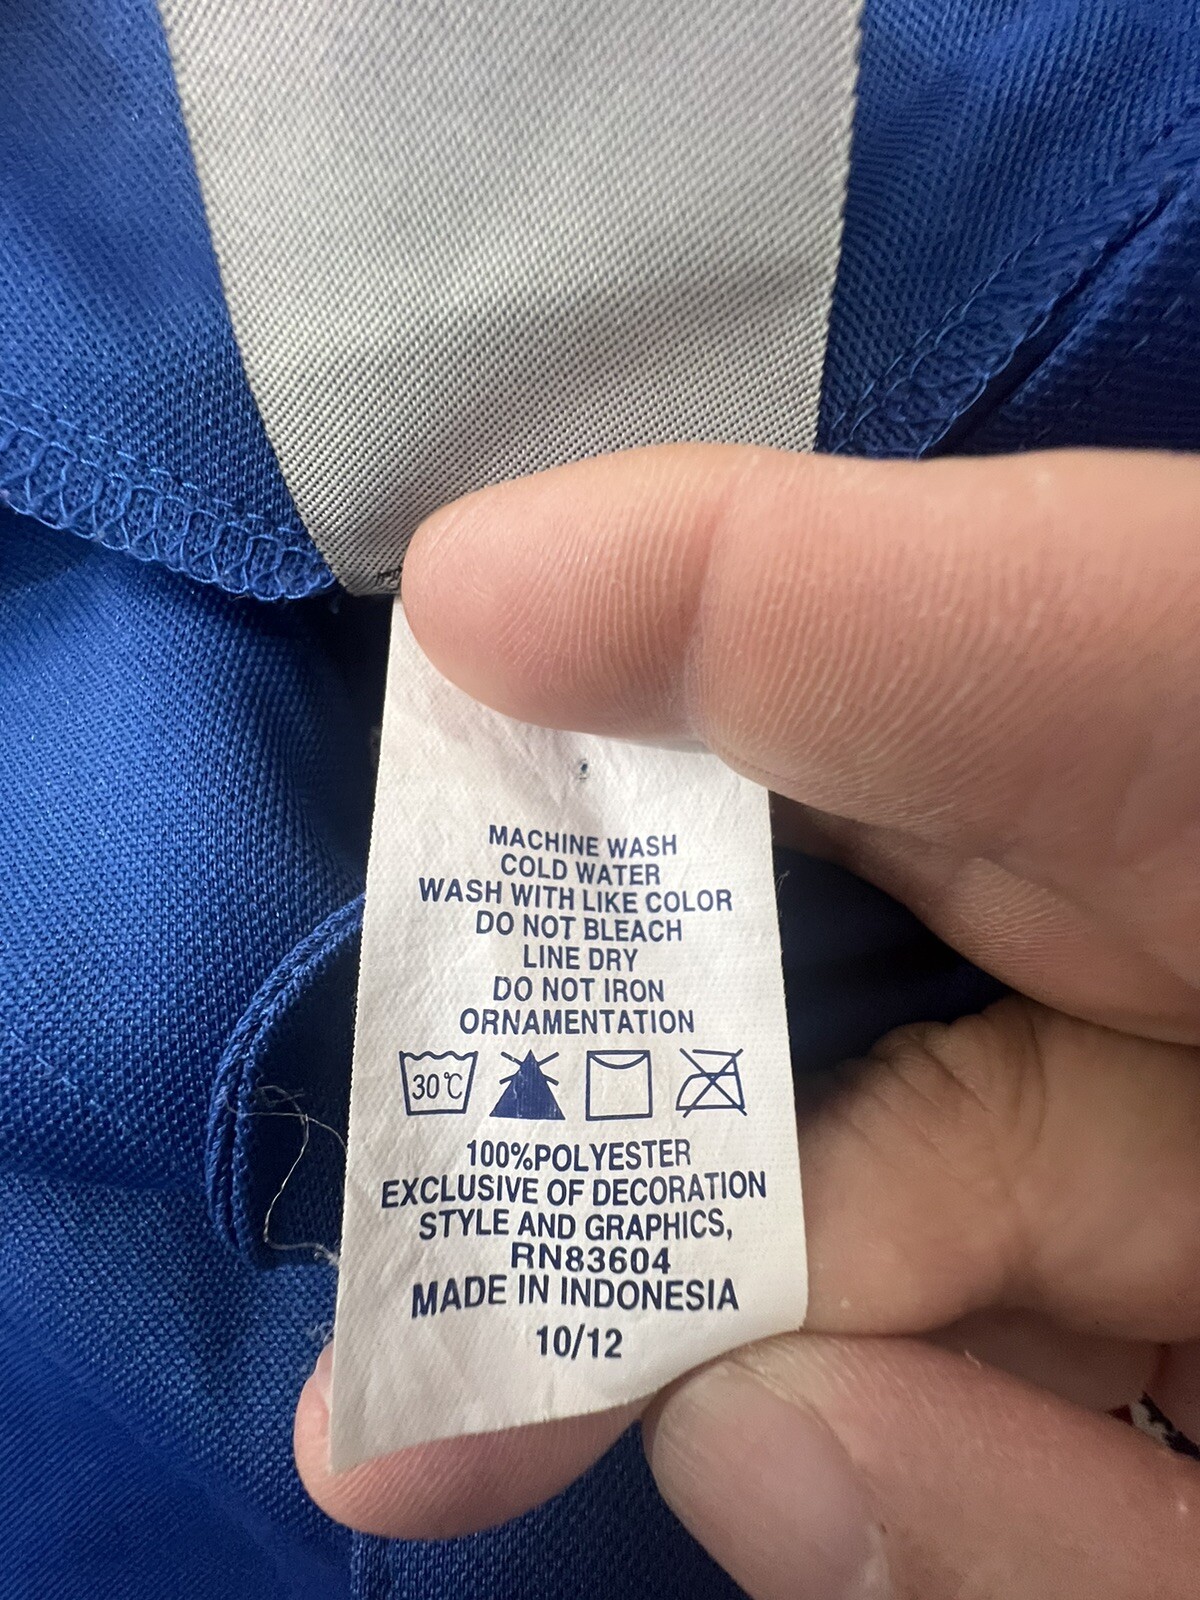 MACHINE WASH
COLD WATER
WASH WITH LIKE COLOR
DO NOT BLEACH
LINE DRY
DO NOT IRON
ORNAMENTATION
30°C
100%POLYESTER
EXCLUSIVE OF DECORATION
STYLE AND GRAPHICS,
RN83604
MADE IN INDONESIA
10/12